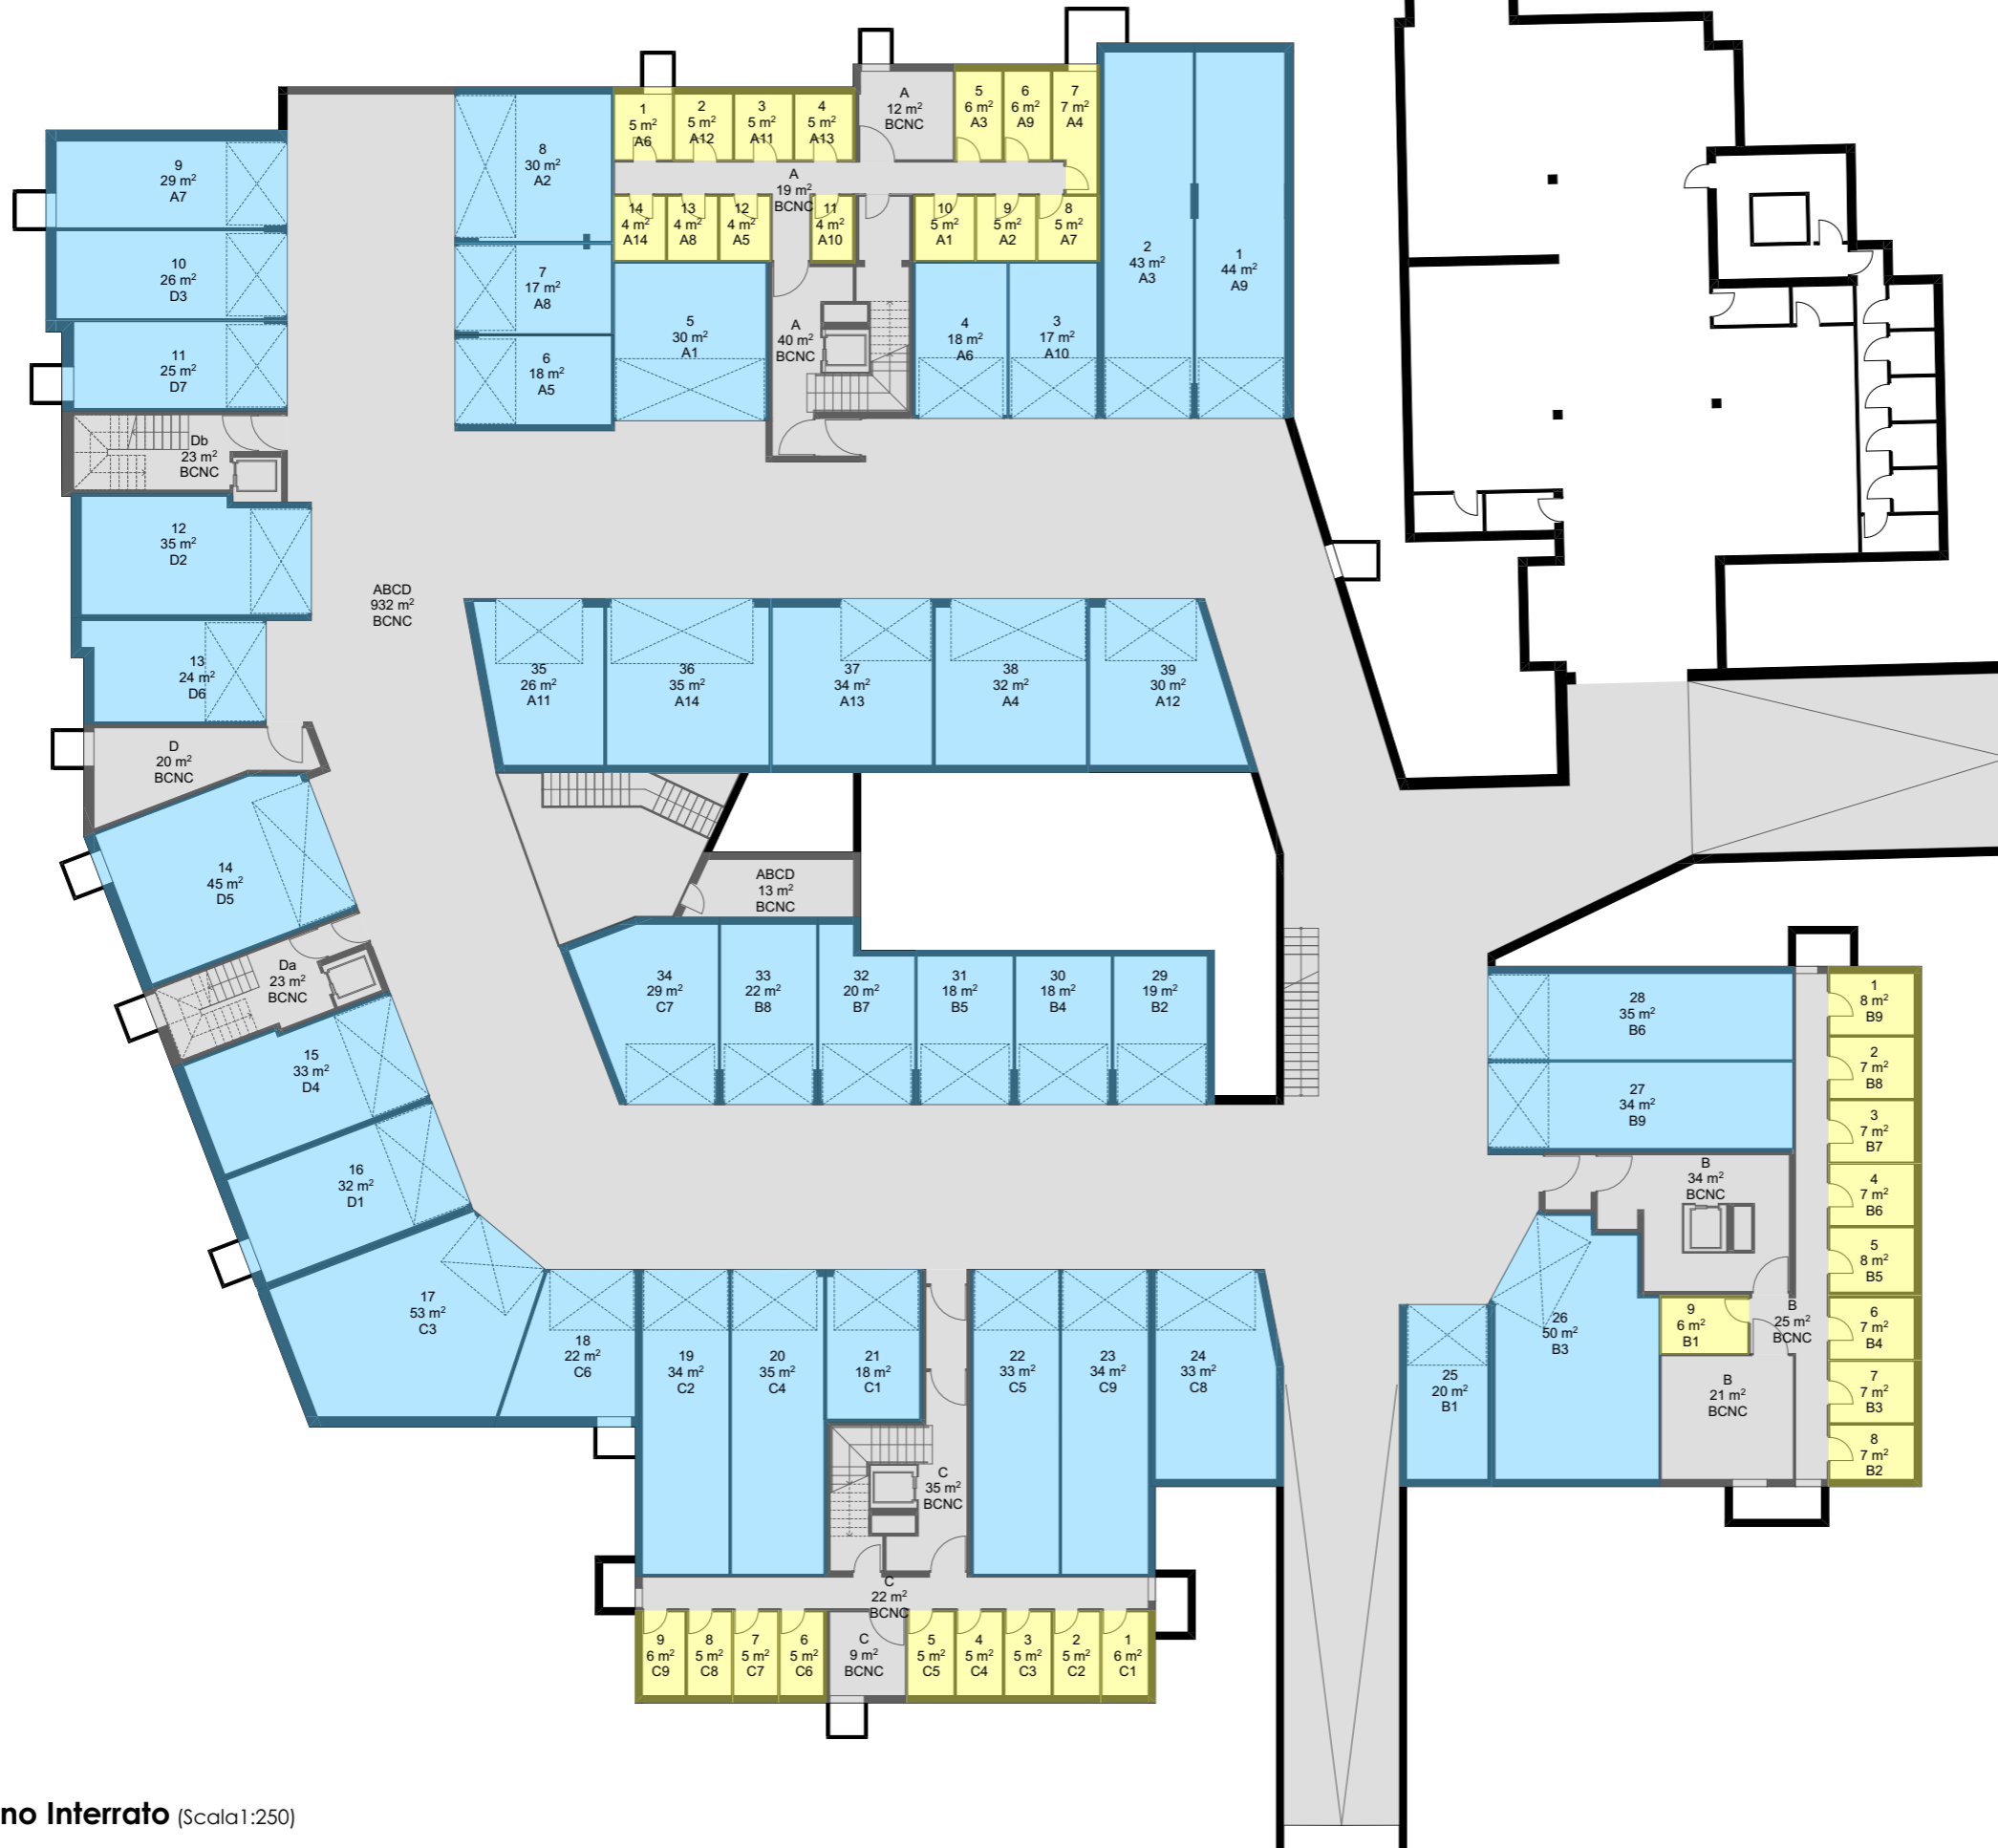 A
12 m²
BCNC
5
6 m²
A3
6
6 m²
A9
7
7 m²
A4
1
5 m²
A6
2
5 m²
A12
3
5 m²
A11
4
5 m²
A13
8
30 m²
A2
9
29 m²
A7
A
19 m²
BCNC
14
4 m²
A14
13
4 m²
A8
12
4 m²
A5
11
4 m²
A10
10
5 m²
A1
9
5 m²
A2
8
5 m²
A7
2
43 m²
A3
1
44 m²
A9
10
26 m²
D3
7
17 m²
A8
5
30 m²
A1
A
40 m²
BCNC
4
18 m²
A6
3
17 m²
A10
11
25 m²
D7
6
18 m²
A5
Db
23 m²
BCNC
12
35 m²
D2
ABCD
932 m²
BCNC
13
24 m²
D6
35
26 m²
A11
36
35 m²
A14
37
34 m²
A13
38
32 m²
A4
39
30 m²
A12
D
20 m²
BCNC
14
45 m²
D5
ABCD
13 m²
BCNC
Da
23 m²
BCNC
34
29 m²
C7
33
22 m²
B8
32
20 m²
B7
31
18 m²
B5
30
18 m²
B4
29
19 m²
B2
28
35 m²
B6
1
8 m²
B9
2
7 m²
B8
15
33 m²
D4
27
34 m²
B9
3
7 m²
B7
16
32 m²
D1
B
34 m²
BCNC
4
7 m²
B6
5
8 m²
B5
17
53 m²
C3
18
22 m²
C6
19
34 m²
C2
20
35 m²
C4
21
18 m²
C1
22
33 m²
C5
23
34 m²
C9
24
33 m²
C8
25
20 m²
B1
26
50 m²
B3
9
6 m²
B1
B
25 m²
BCNC
6
7 m²
B4
B
21 m²
BCNC
7
7 m²
B3
8
7 m²
B2
C
35 m²
BCNC
C
22 m²
BCNC
9
6 m²
C9
8
5 m²
C8
7
5 m²
C7
6
5 m²
C6
C
9 m²
BCNC
5
5 m²
C5
4
5 m²
C4
3
5 m²
C3
2
5 m²
C2
1
6 m²
C1
no Interrato (Scala1:250)